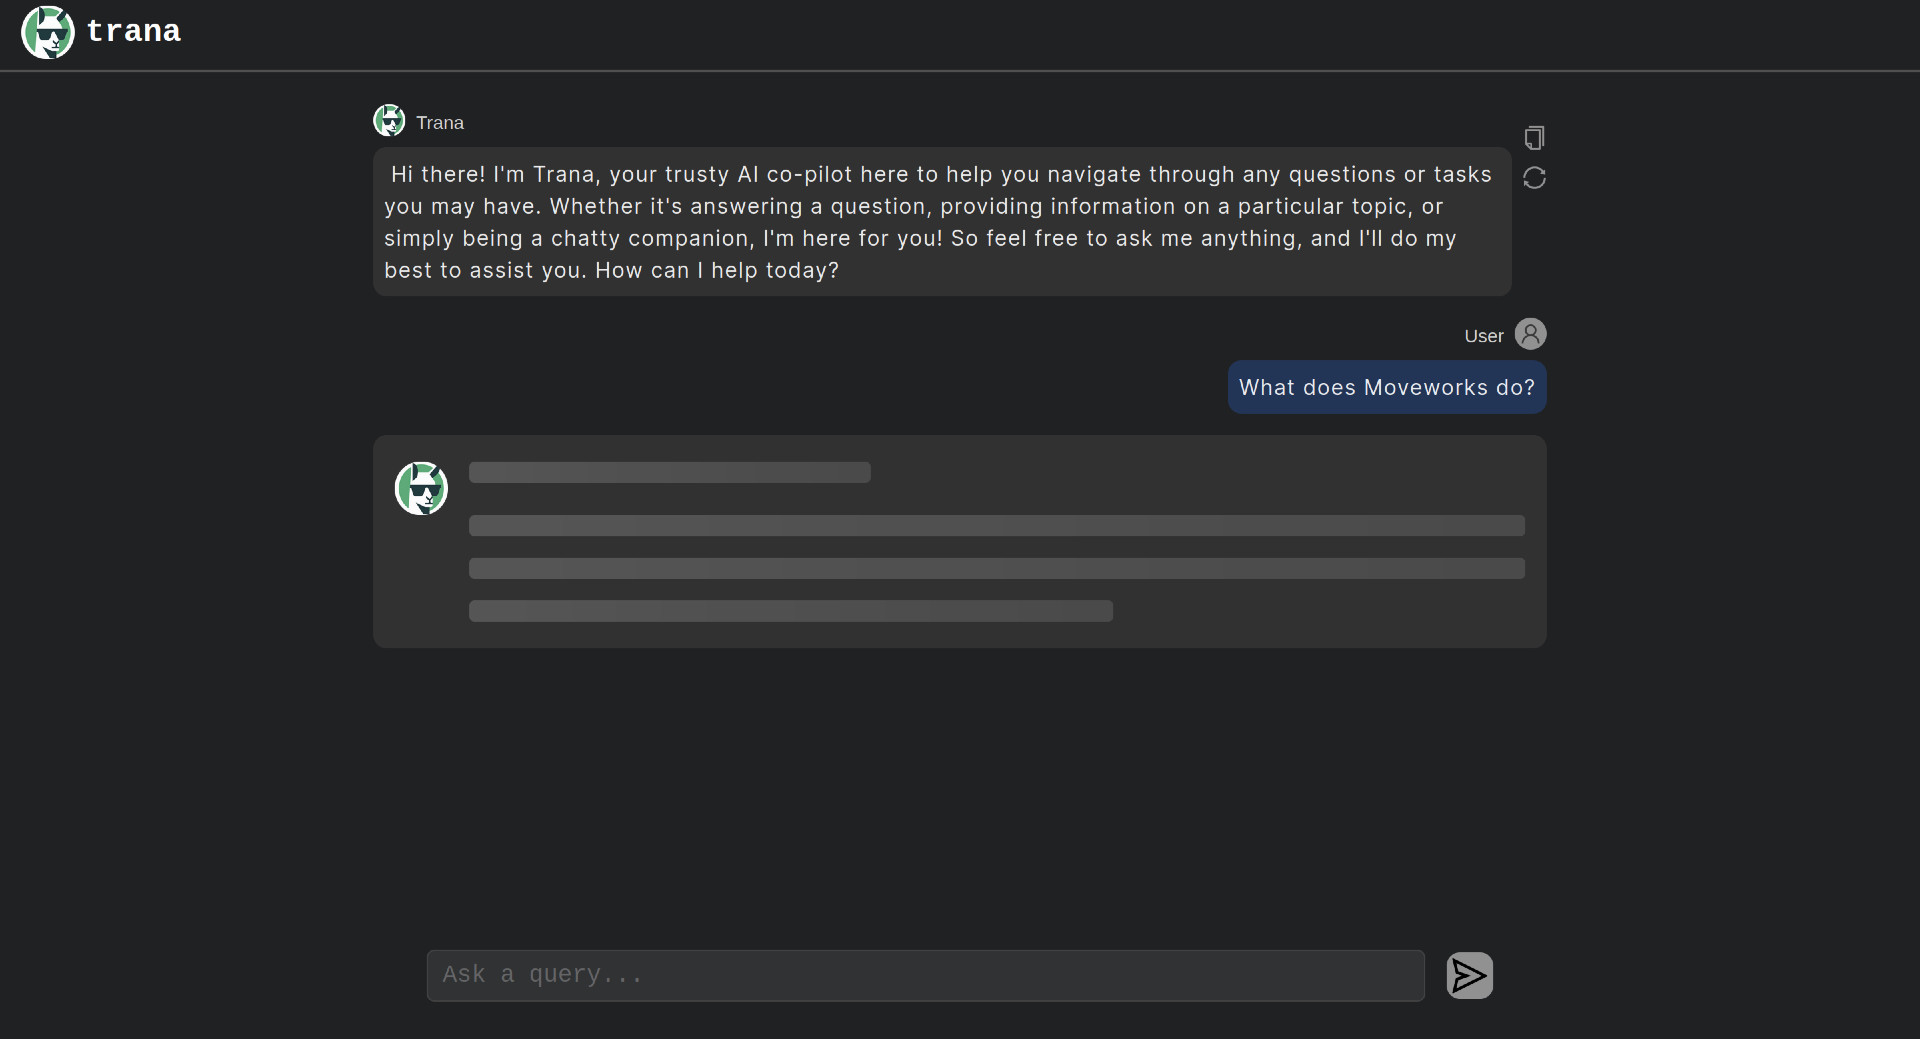 trana
Trana
Hi there! I'm Trana, your trusty AI co-pilot here to help you navigate through any questions or tasks
you may have. Whether it's answering a question, providing information on a particular topic, or
simply being a chatty companion, I'm here for you! So feel free to ask me anything, and I'll do my
best to assist you. How can I help today?
User
What does Moveworks do?
Ask a query...